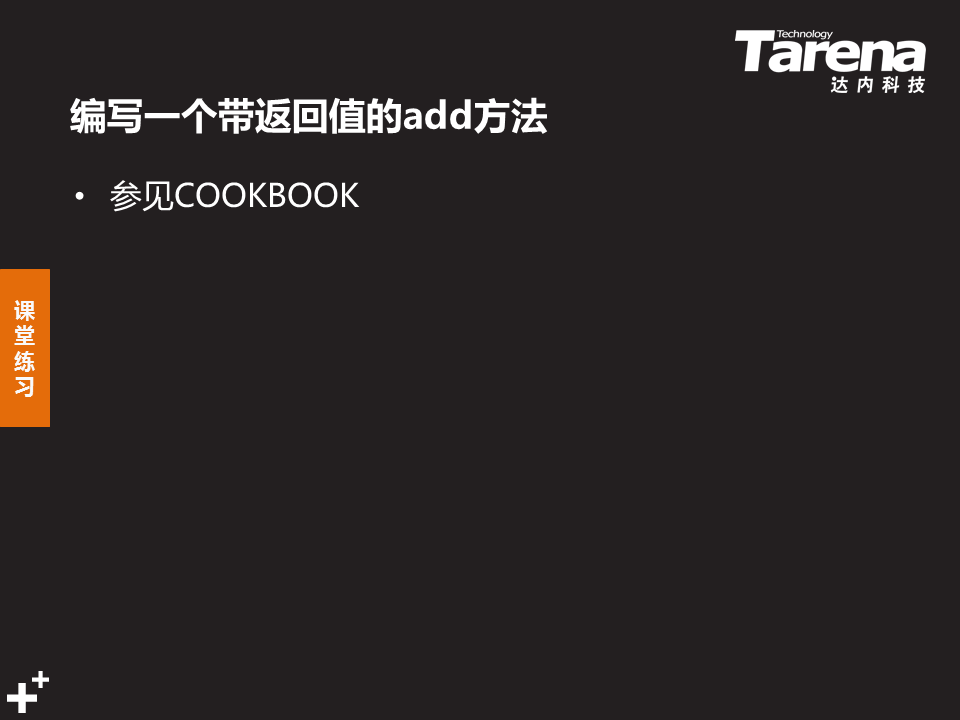 Technology
Tarena
达内科技
编写一个带返回值的add方法
• 参见COOKBOOK
课
堂
练
习